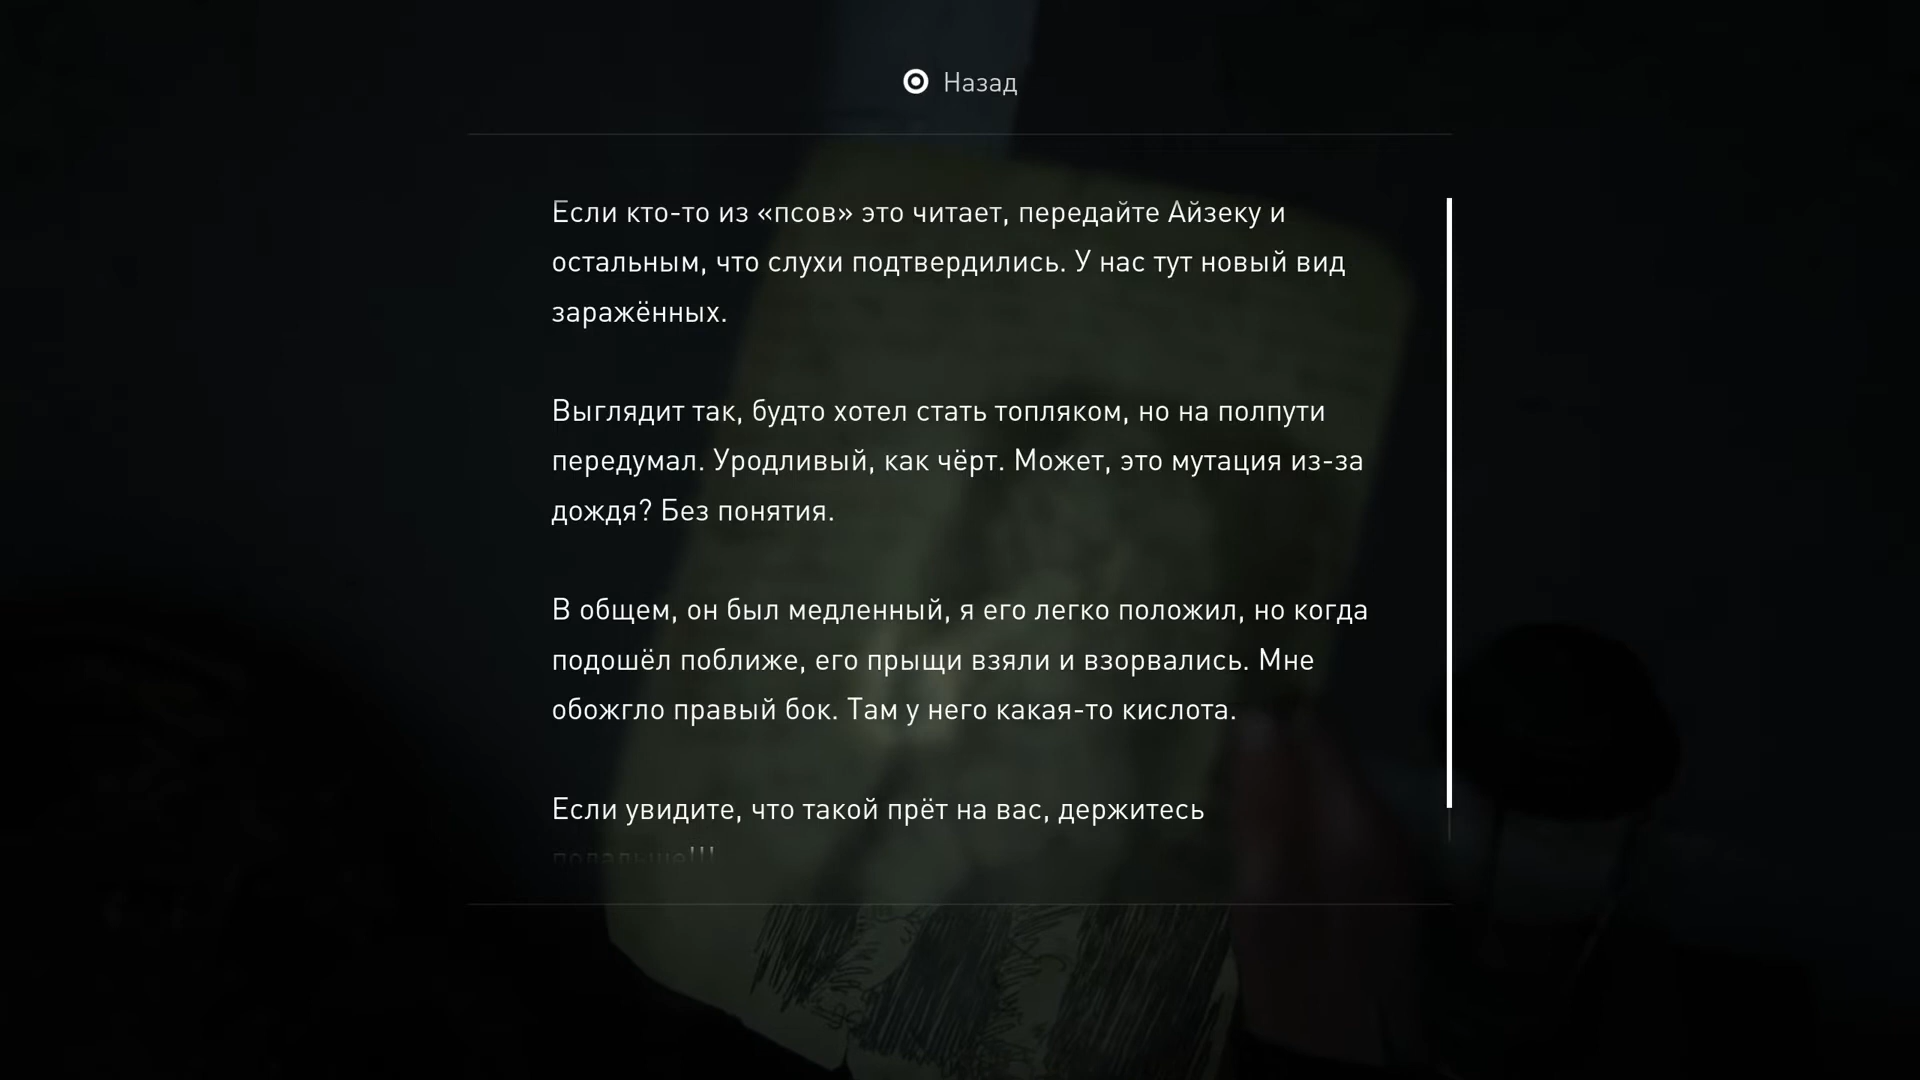 Назад
Если кто-то из «псов» это читает, передайте Айзеку и
остальным, что слухи подтвердились. У нас тут новый вид
заражённых.
Выглядит так, будто хотел стать топляком, но на полпути
передумал. Уродливый, как чёрт. Может, это мутация из-за
дождя? Без понятия.
В общем, он был медленный, я его легко положил, но когда
подошёл поближе, его прыщи взяли и взорвались. Мне
обожгло правый бок. Там у него какая-то кислота.
Если увидите, что такой прёт на вас, держитесь
подальше!!!